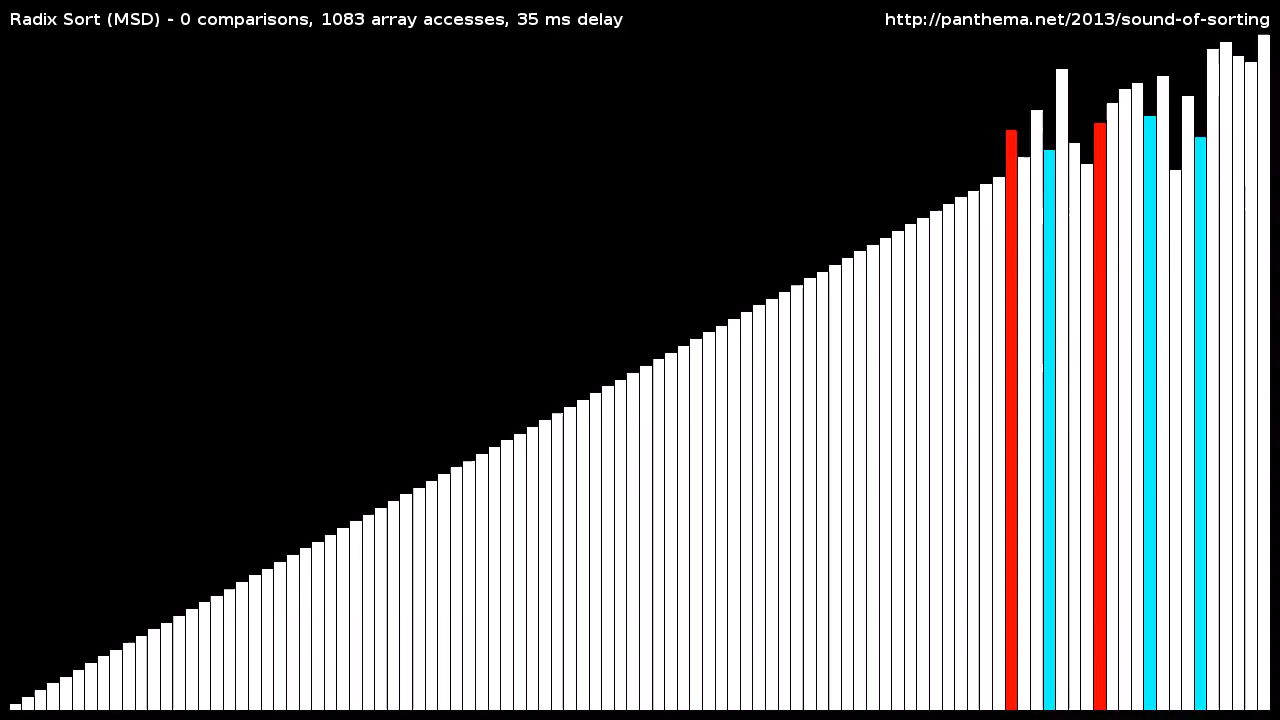 Radix Sort (MSD) - 0 comparisons, 1083 array accesses, 35 ms delay
http://panthema.net/2013/sound-of-sorting